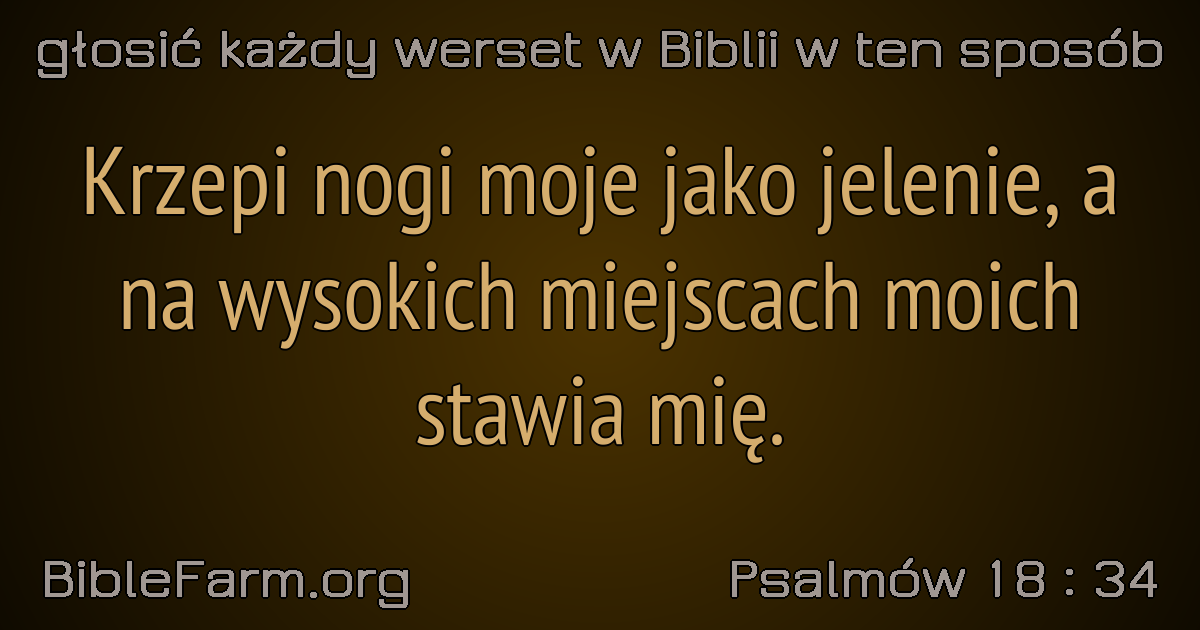 głosić każdy werset w Biblii w ten sposób
Krzepi nogi moje jako jelenie, a
na wysokich miejscach moich
stawia mię.
BibleFarm.org
Psalmów 18 : 34